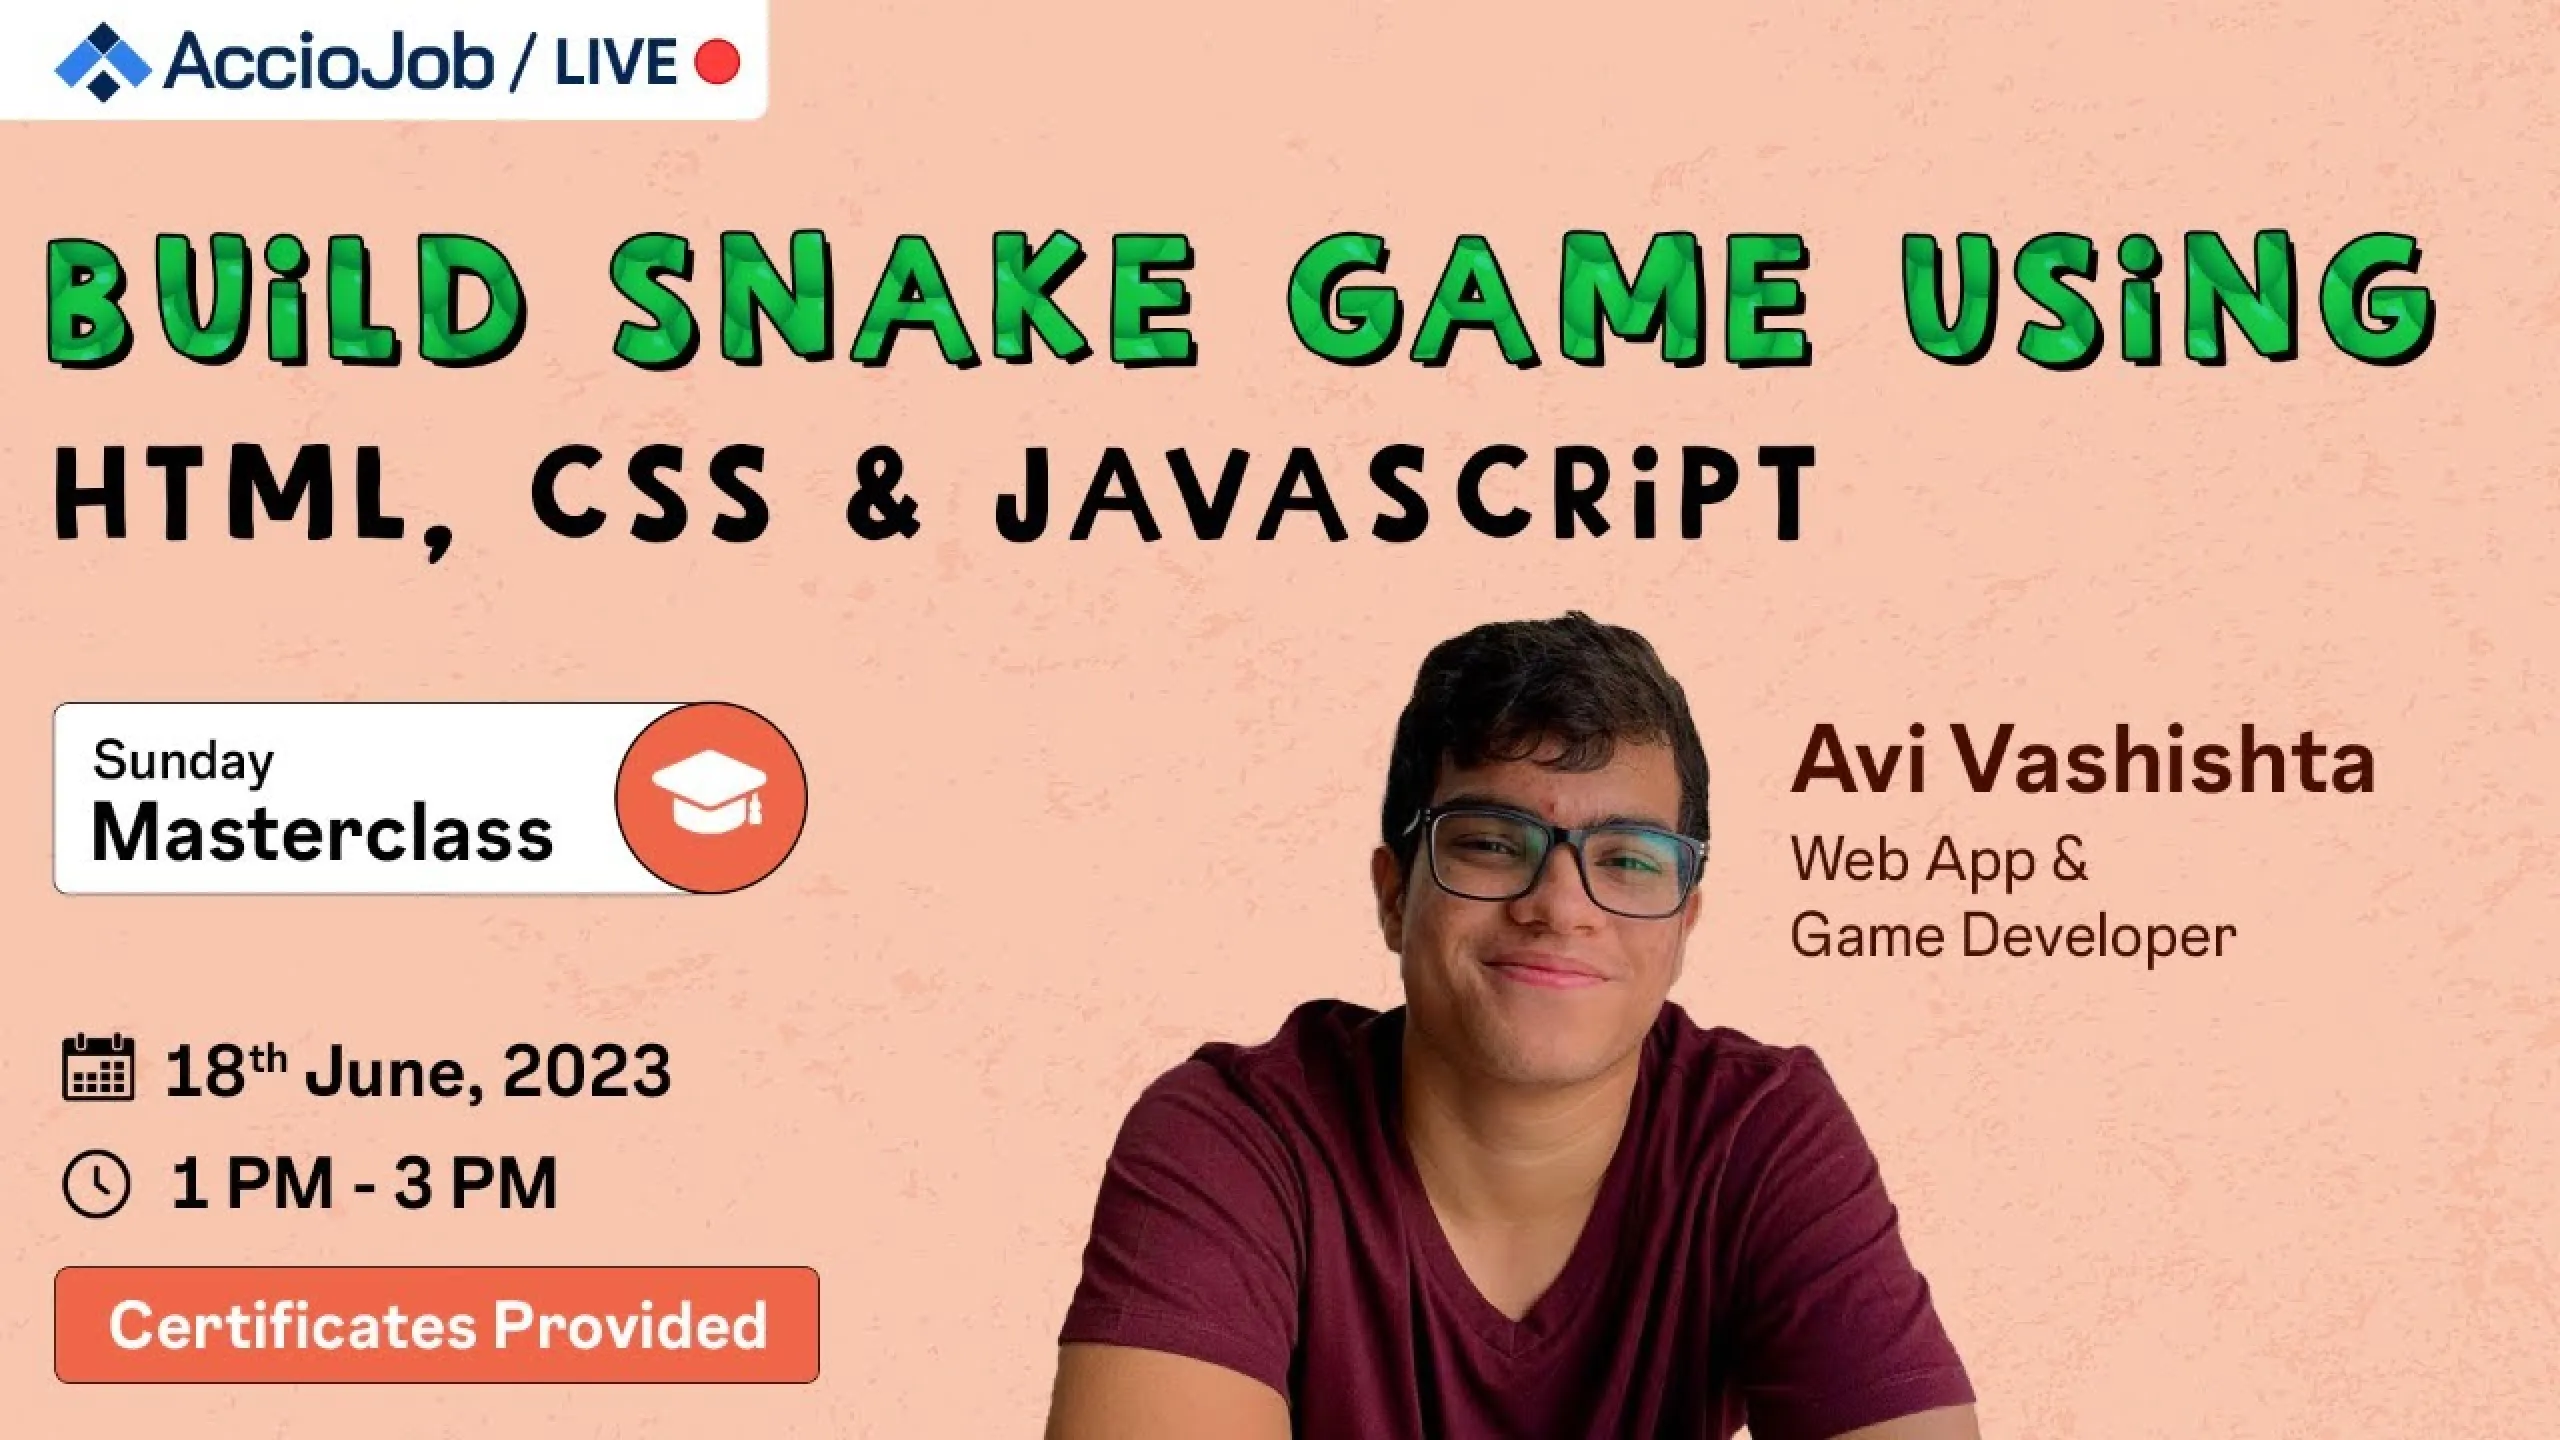 AccioJob / LIVE
BUiLD SNAKE GAME USiNG
HTML, CSS & JAVASCRiPT
Sunday
Masterclass
Avi Vashishta
Web App &
Game Developer
18th June, 2023
1 PM - 3 PM
Certificates Provided